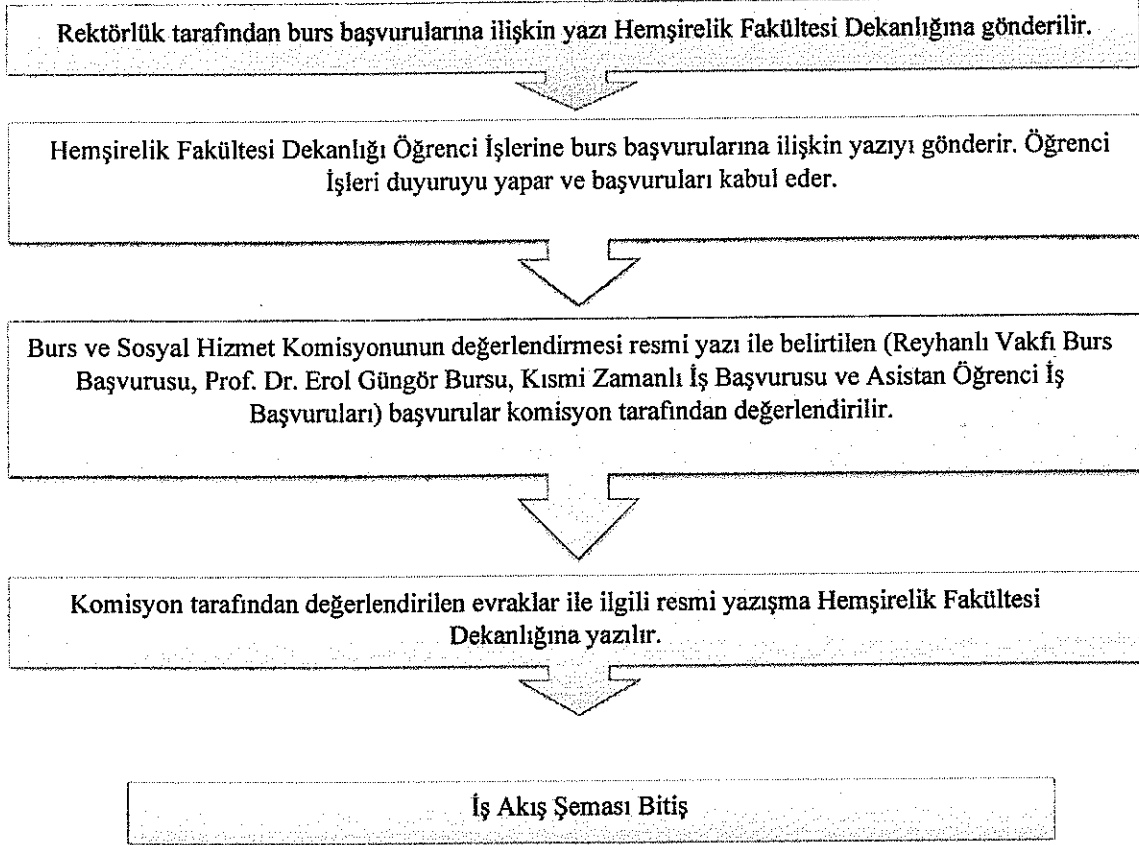 Rektörlük tarafından burs başvurularına ilişkin yazı Hemşirelik Fakültesi Dekanlığına gönderilir.
Hemşirelik Fakültesi Dekanlığı Öğrenci İşlerine burs başvurularına ilişkin yazıyı gönderir. Öğrenci
İşleri duyuruyu yapar ve başvuruları kabul eder.
Burs ve Sosyal Hizmet Komisyonunun değerlendirmesi resmi yazı ile belirtilen (Reyhanlı Vakfı Burs
Başvurusu, Prof. Dr. Erol Güngör Bursu, Kısmi Zamanlı İş Başvurusu ve Asistan Öğrenci İş
Başvuruları) başvurular komisyon tarafından değerlendirilir.
Komisyon tarafından değerlendirilen evraklar ile ilgili resmi yazışma Hemşirelik Fakültesi
Dekanlığına yazılır.
İş Akış Şeması Bitiş